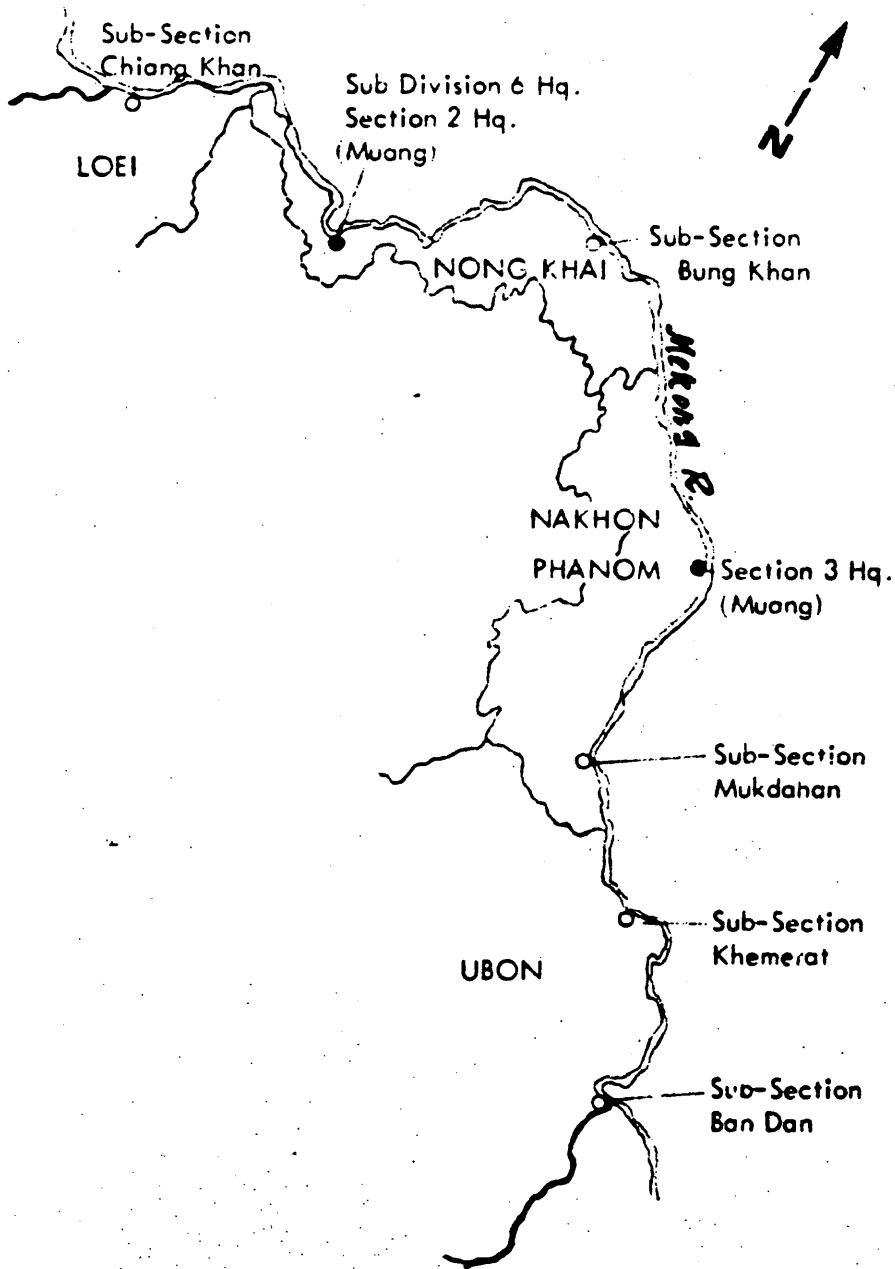 Sub-Section
Chiang Khan
Sub Division 6 Hq.
Section 2 Hq.
(Muang)
N
LOEI
Sub-Section
Bung Khan
NONG KHAI
Mekong R.
NAKHON
PHANOM
Section 3 Hq.
(Muang)
Sub-Section
Mukdahan
Sub-Section
Khemerat
UBON
Sub-Section
Ban Dan